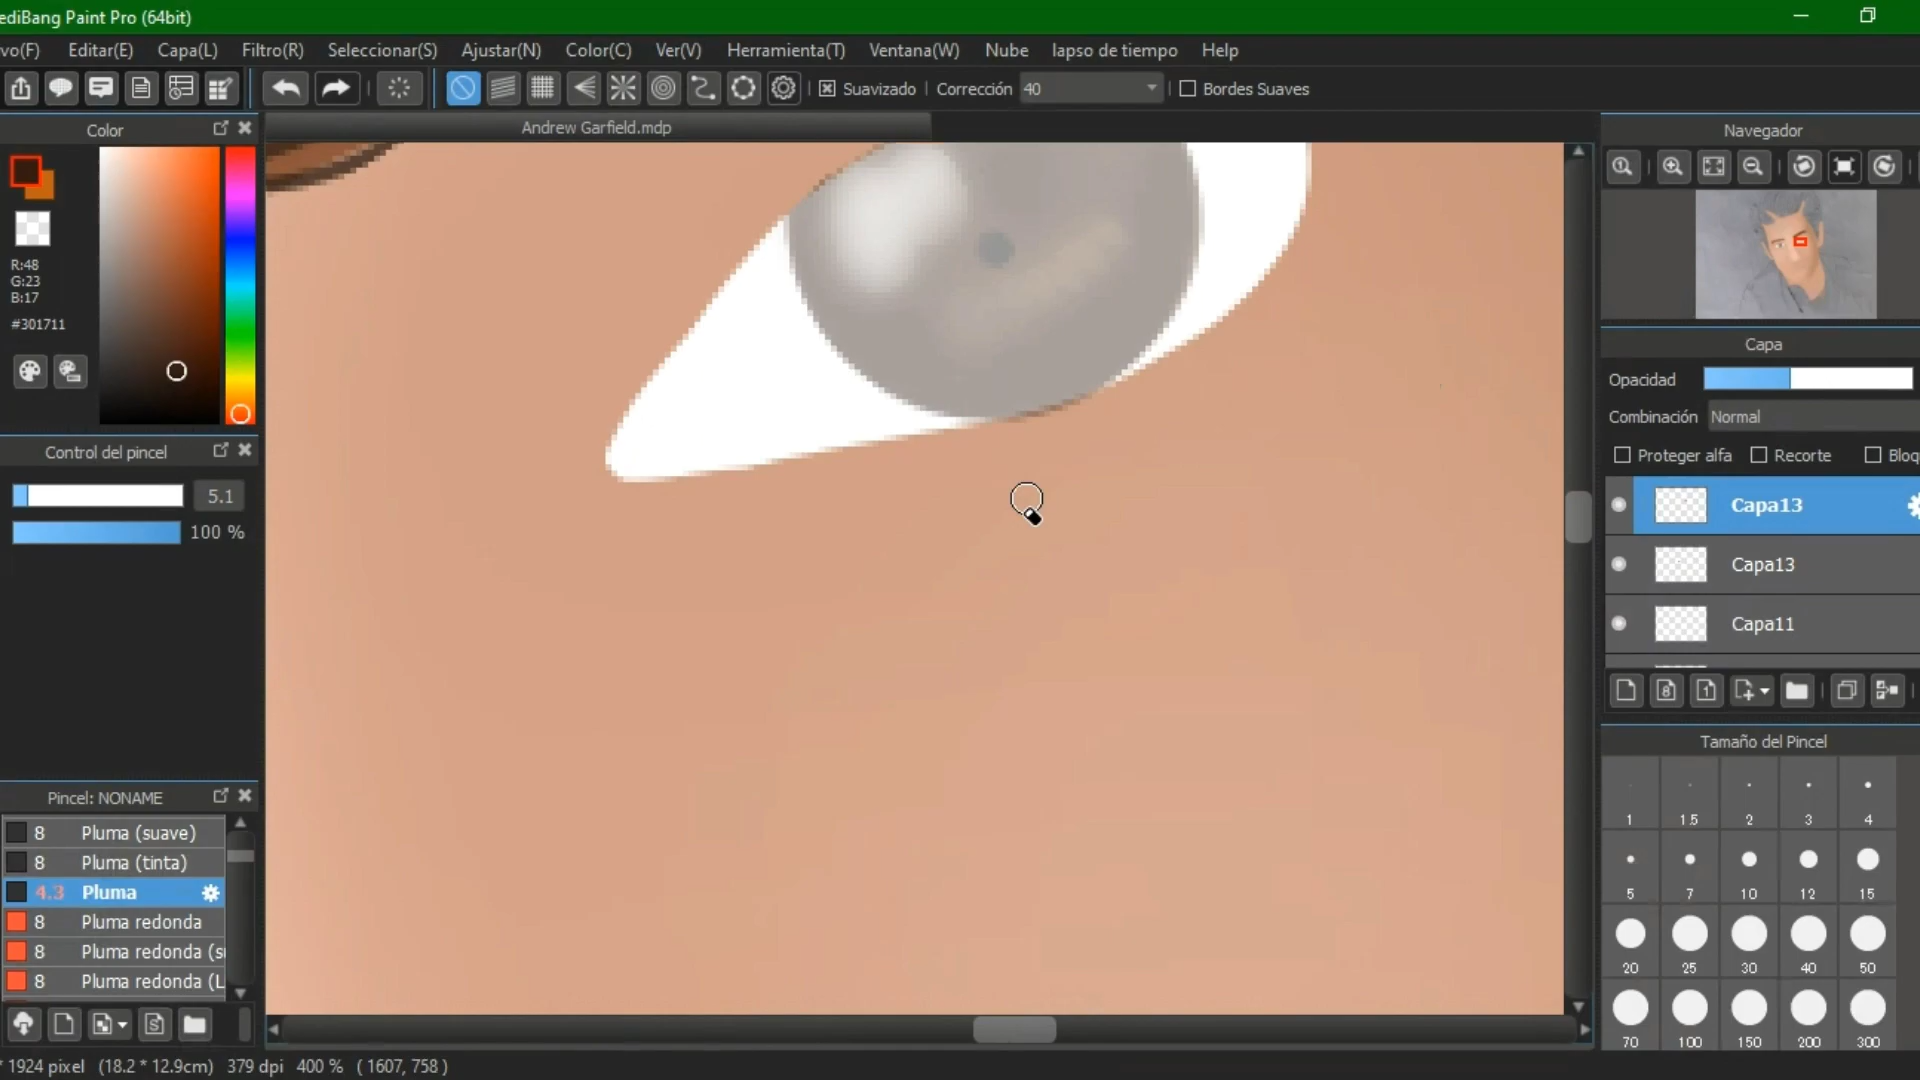 ediBang Paint Pro (64bit)
vo(F) Editar(E) Capa(L) Filtro(R) Seleccionar(S) Ajustar(N) Color(C) Ver(V) Herramienta(T) Ventana(W) Nube lapso de tiempo Help
Suavizado Corrección 40 Bordes Suaves
Color
Andrew Garfield.mdp
Navegador
R:48
G:23
B:17
#301711
Control del pincel
5.1
100 %
Capa
Opacidad
Combinación Normal
Proteger alfa Recorte Bloq
Capa13
Capa13
Capa11
Tamaño del Pincel
1 1.5 2 3 4
5 7 10 12 15
20 25 30 40 50
70 100 150 200 300
Pincel: NONAME
8 Pluma (suave)
8 Pluma (tinta)
4.3 Pluma
8 Pluma redonda
8 Pluma redonda (s
8 Pluma redonda (L
* 1924 pixel (18.2 * 12.9cm) 379 dpi 400 % ( 1607, 758 )